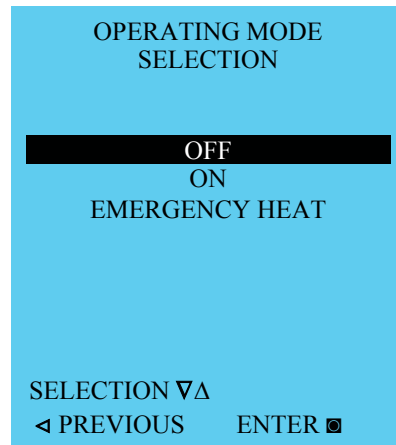 OPERATING MODE
SELECTION
OFF
ON
EMERGENCY HEAT
SELECTION ∇Δ
⊲ PREVIOUS ENTER ◙